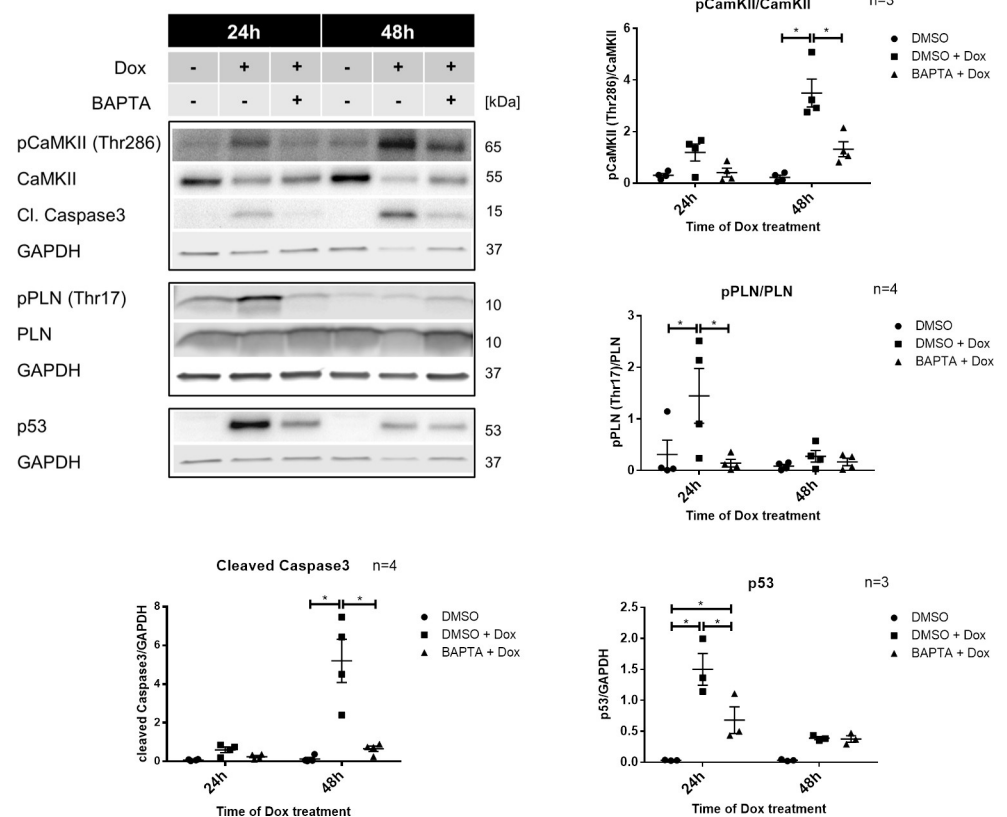 24h 48h
Dox - + + - + +
BAPTA - - + - - + [kDa]
pCaMKII (Thr286) 65
CaMKII 55
Cl. Caspase3 15
GAPDH 37
pPLN (Thr17) 10
PLN 10
GAPDH 37
p53 53
GAPDH 37
pCamKII/CamKII n=3
pCaMKII (Thr286)/CaMKII
6
4
2
0
* *
24h 48h
Time of Dox treatment
DMSO
DMSO + Dox
BAPTA + Dox
pPLN/PLN n=4
pPLN (Thr17)/PLN
3
2
1
0
* *
24h 48h
Time of Dox treatment
DMSO
DMSO + Dox
BAPTA + Dox
Cleaved Caspase3 n=4
cleaved Caspase3/GAPDH
8
6
4
2
0
* *
24h 48h
Time of Dox treatment
DMSO
DMSO + Dox
BAPTA + Dox
p53 n=3
p53/GAPDH
2.5
2.0
1.5
1.0
0.5
0.0
*
* *
24h 48h
Time of Dox treatment
DMSO
DMSO + Dox
BAPTA + Dox